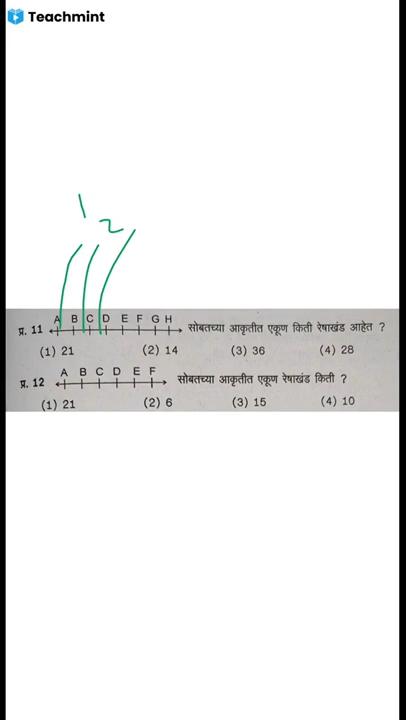 Teachmint
1 2
A B C D E F G H
प्र. 11 सोबतच्या आकृतीत एकूण किती रेषाखंड आहेत ?
(1) 21 (2) 14 (3) 36 (4) 28
A B C D E F
प्र. 12 सोबतच्या आकृतीत एकूण रेषाखंड किती ?
(1) 21 (2) 6 (3) 15 (4) 10